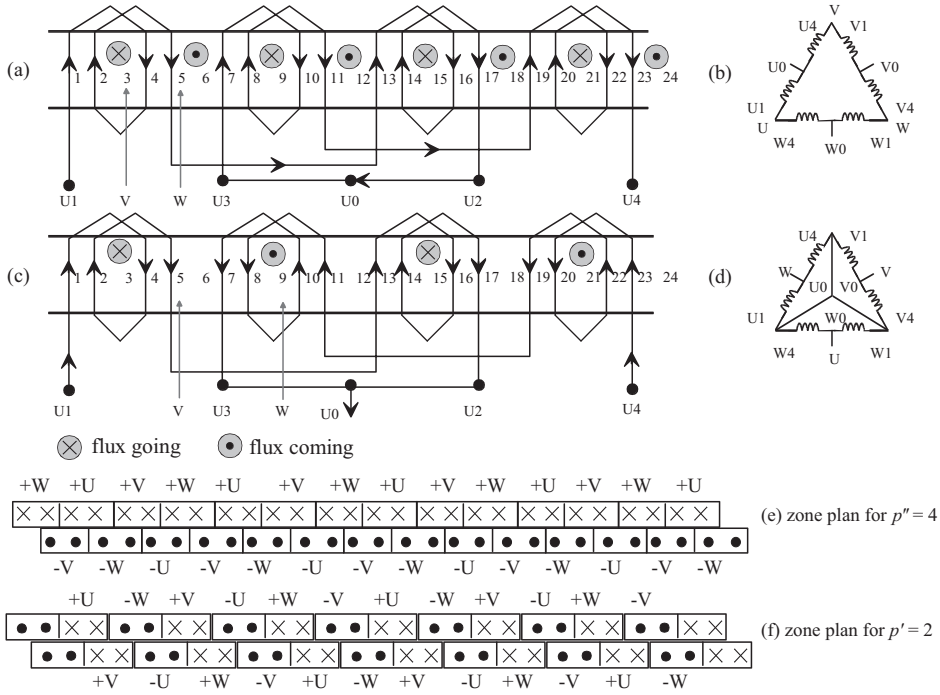 (a)
1 2 3 4 5 6 7 8 9 10 11 12 13 14 15 16 17 18 19 20 21 22 23 24
U1 V W U3 U0 U2 U4
(b)
V
U4 V1
U0 V0
U1 V4
U W
W4 W0 W1
(c)
1 2 3 4 5 6 7 8 9 10 11 12 13 14 15 16 17 18 19 20 21 22 23 24
U1 V U3 W U0 U2 U4
(d)
U4 V1
W V
U0 V0
U1 W0 V4
W4 U W1
flux going flux coming
+W +U +V +W +U +V +W +U +V +W +U +V +W +U
(e) zone plan for p″ = 4
-V -W -U -V -W -U -V -W -U -V -W -U -V -W
+U -W +V -U +W -V +U -W +V -U +W -V
(f) zone plan for p′ = 2
+V -U +W -V +U -W +V -U +W -V +U -W